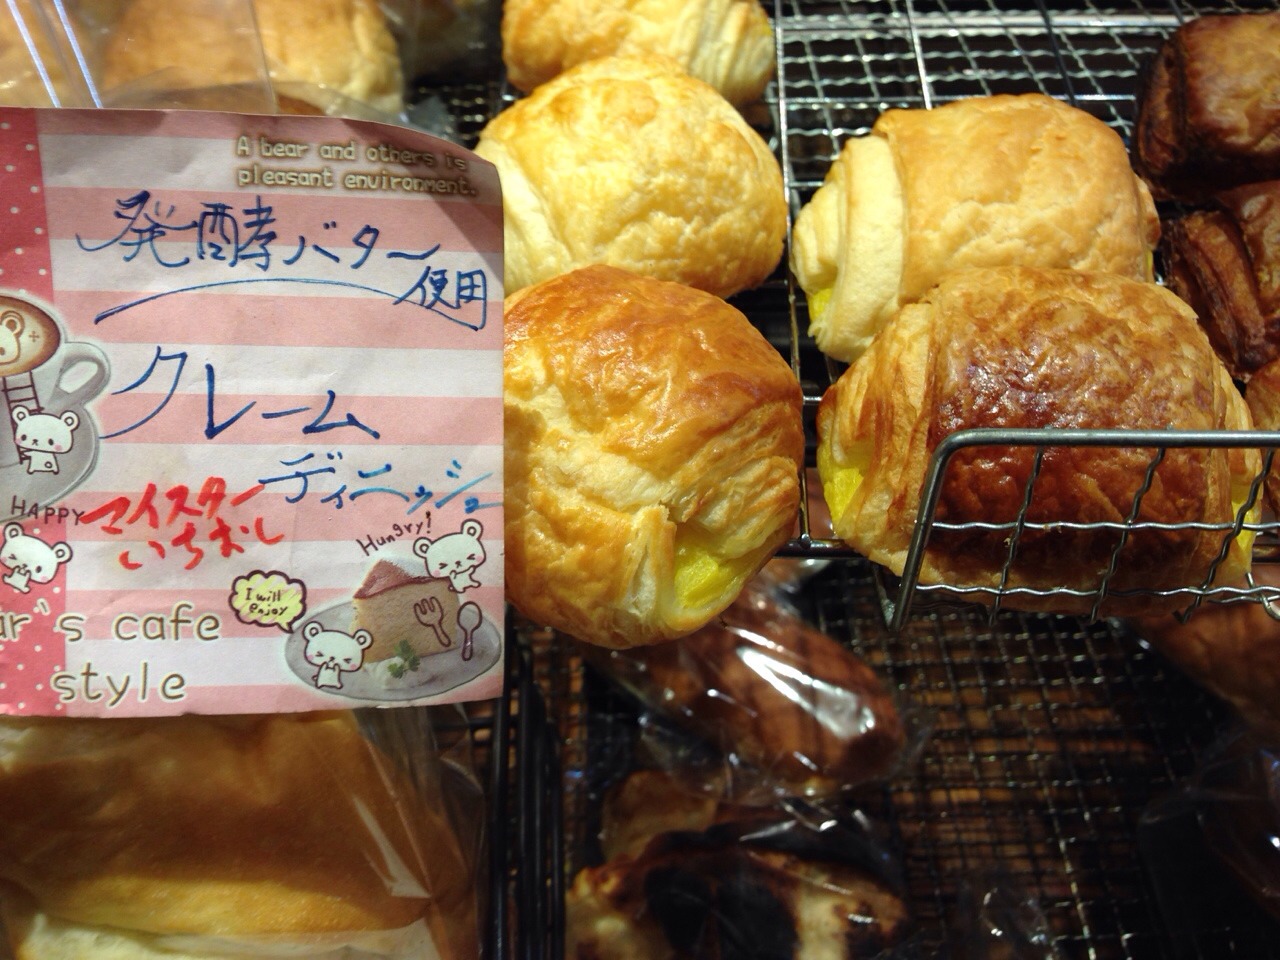 A bear and others is
pleasant environment.
発酵バター
使用
クレーム
ディニッシュ
HAPPY
マイスター
いちおし
Hungry!
I will
enjoy
ar's cafe
style